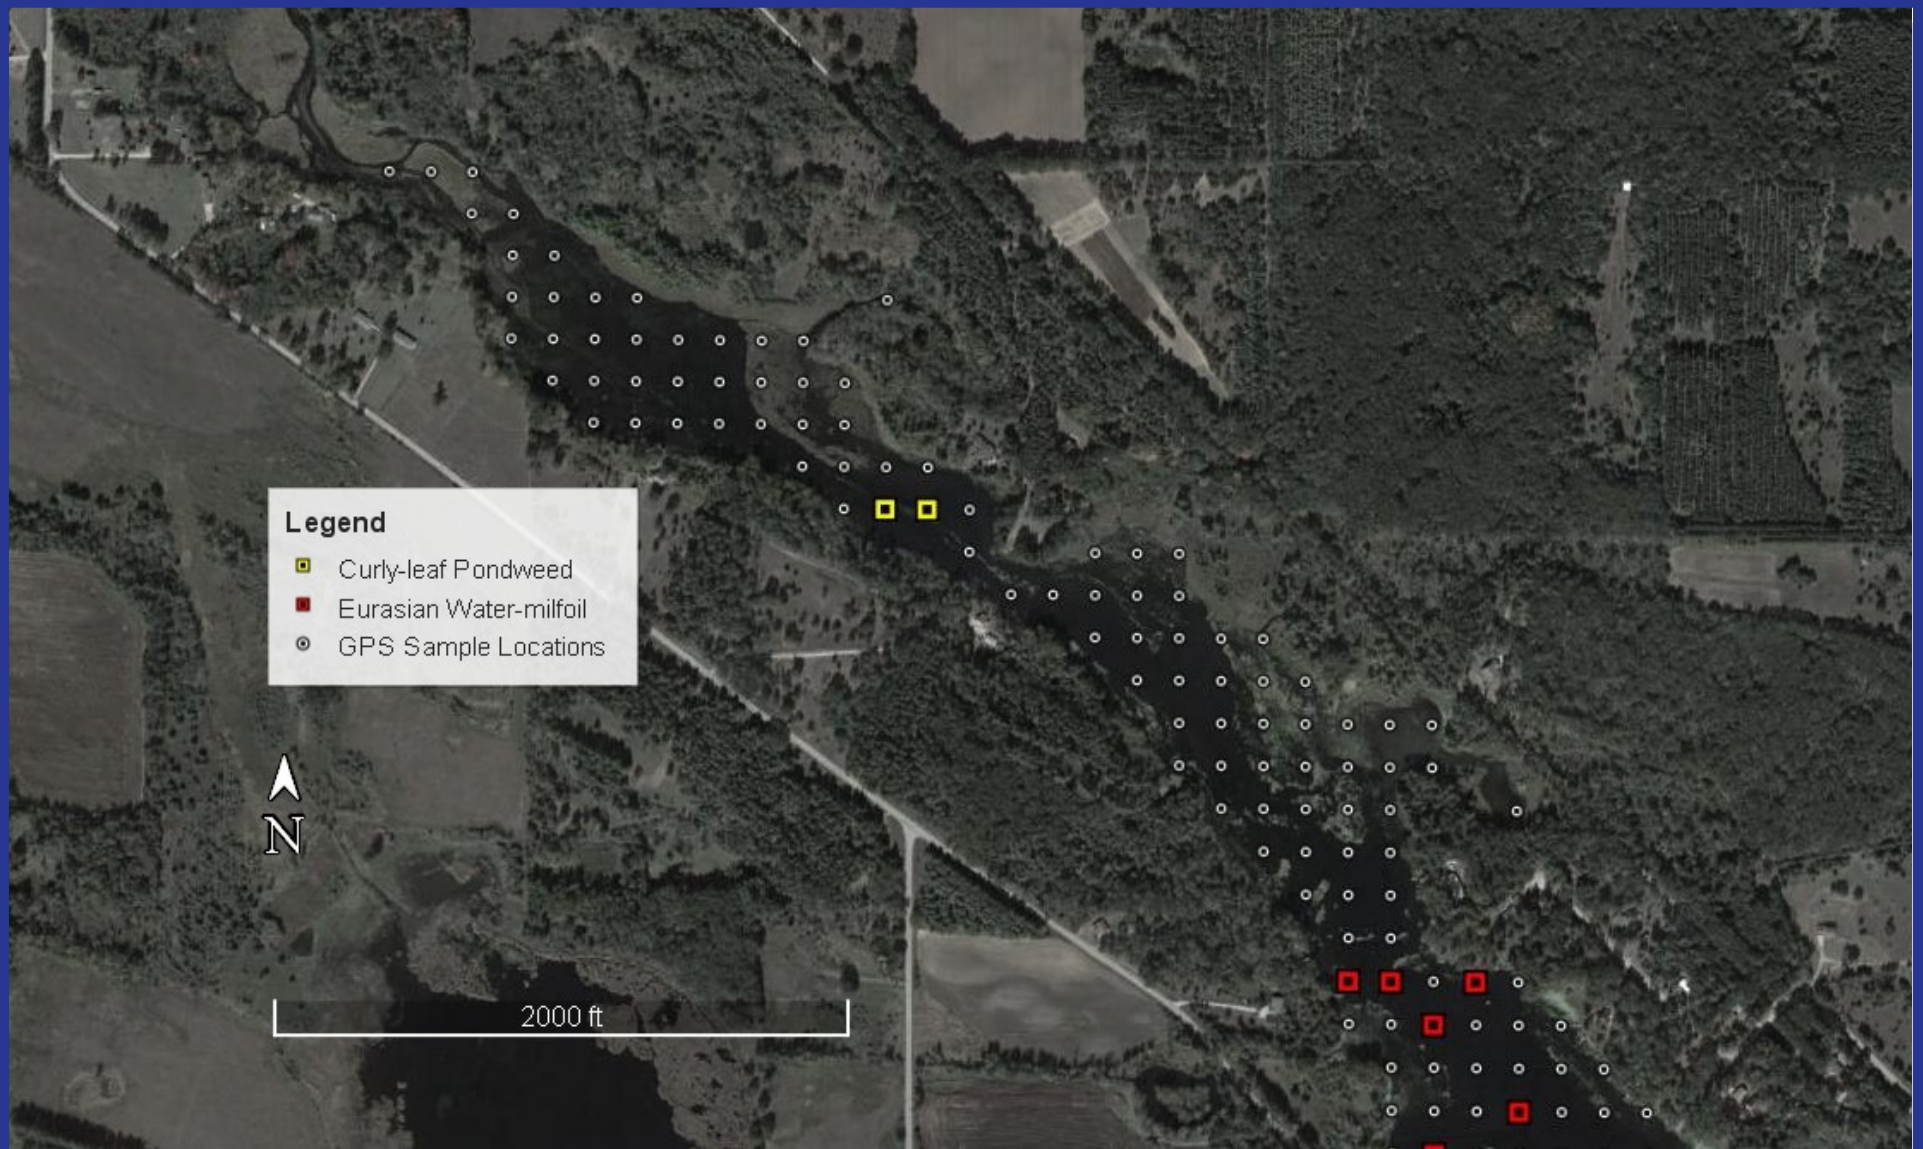 Legend
Curly-leaf Pondweed
Eurasian Water-milfoil
GPS Sample Locations
N
2000 ft